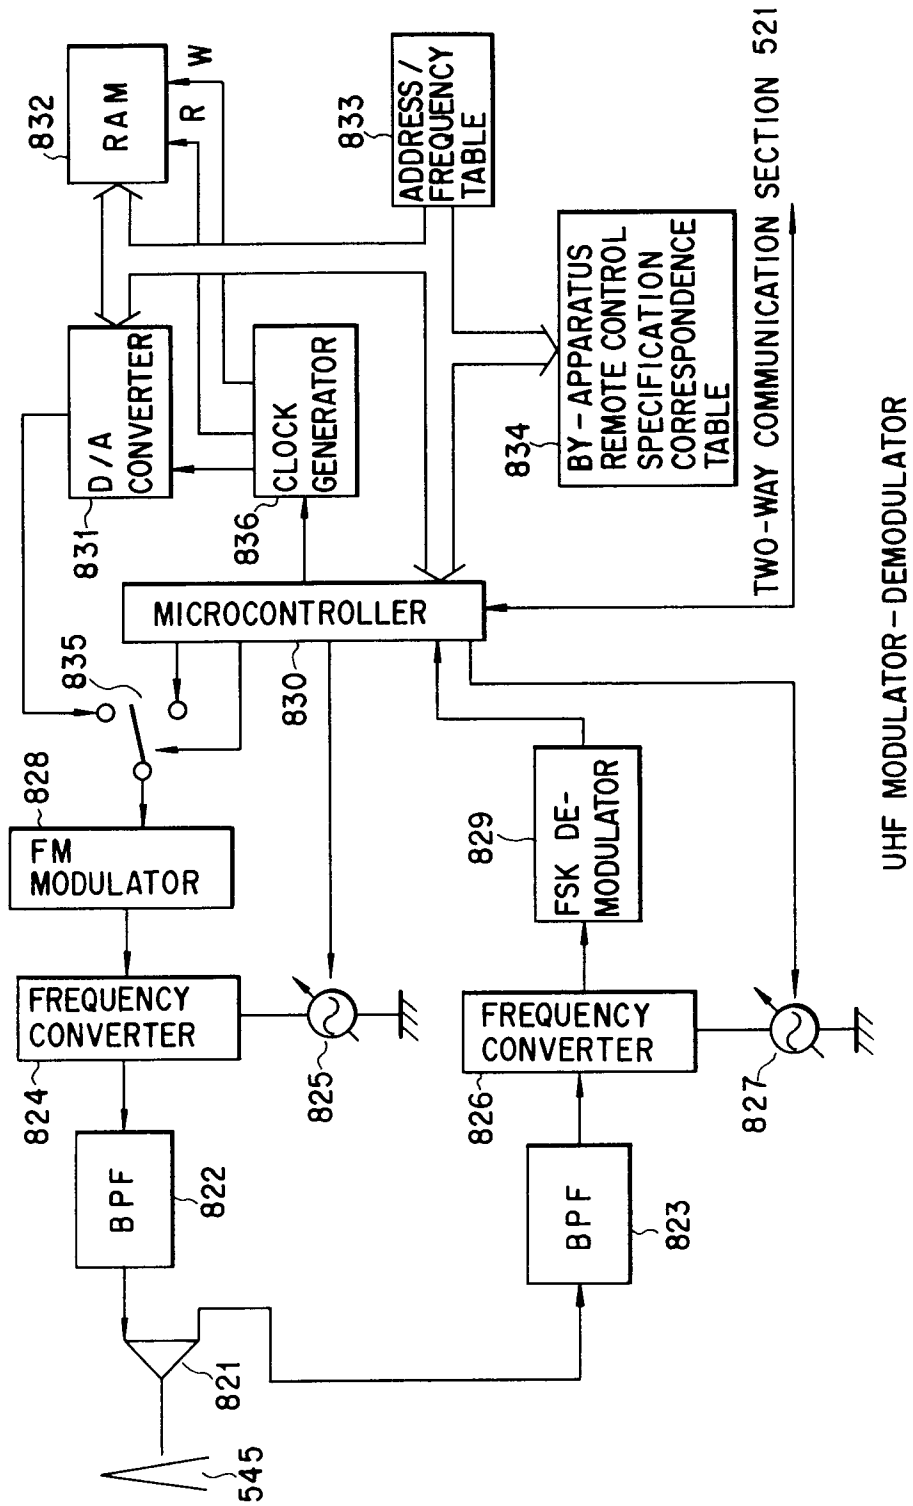 545
821
BPF
822
FREQUENCY
CONVERTER
824
825
FM
MODULATOR
828
835
MICROCONTROLLER
830
D/A
CONVERTER
831
CLOCK
GENERATOR
836
RAM
832
R
W
ADDRESS/
FREQUENCY
TABLE
833
BY-APPARATUS
REMOTE CONTROL
SPECIFICATION
CORRESPONDENCE
TABLE
834
BPF
823
FREQUENCY
CONVERTER
826
827
FSK DE-
MODULATOR
829
TWO-WAY COMMUNICATION SECTION 521
UHF MODULATOR-DEMODULATOR